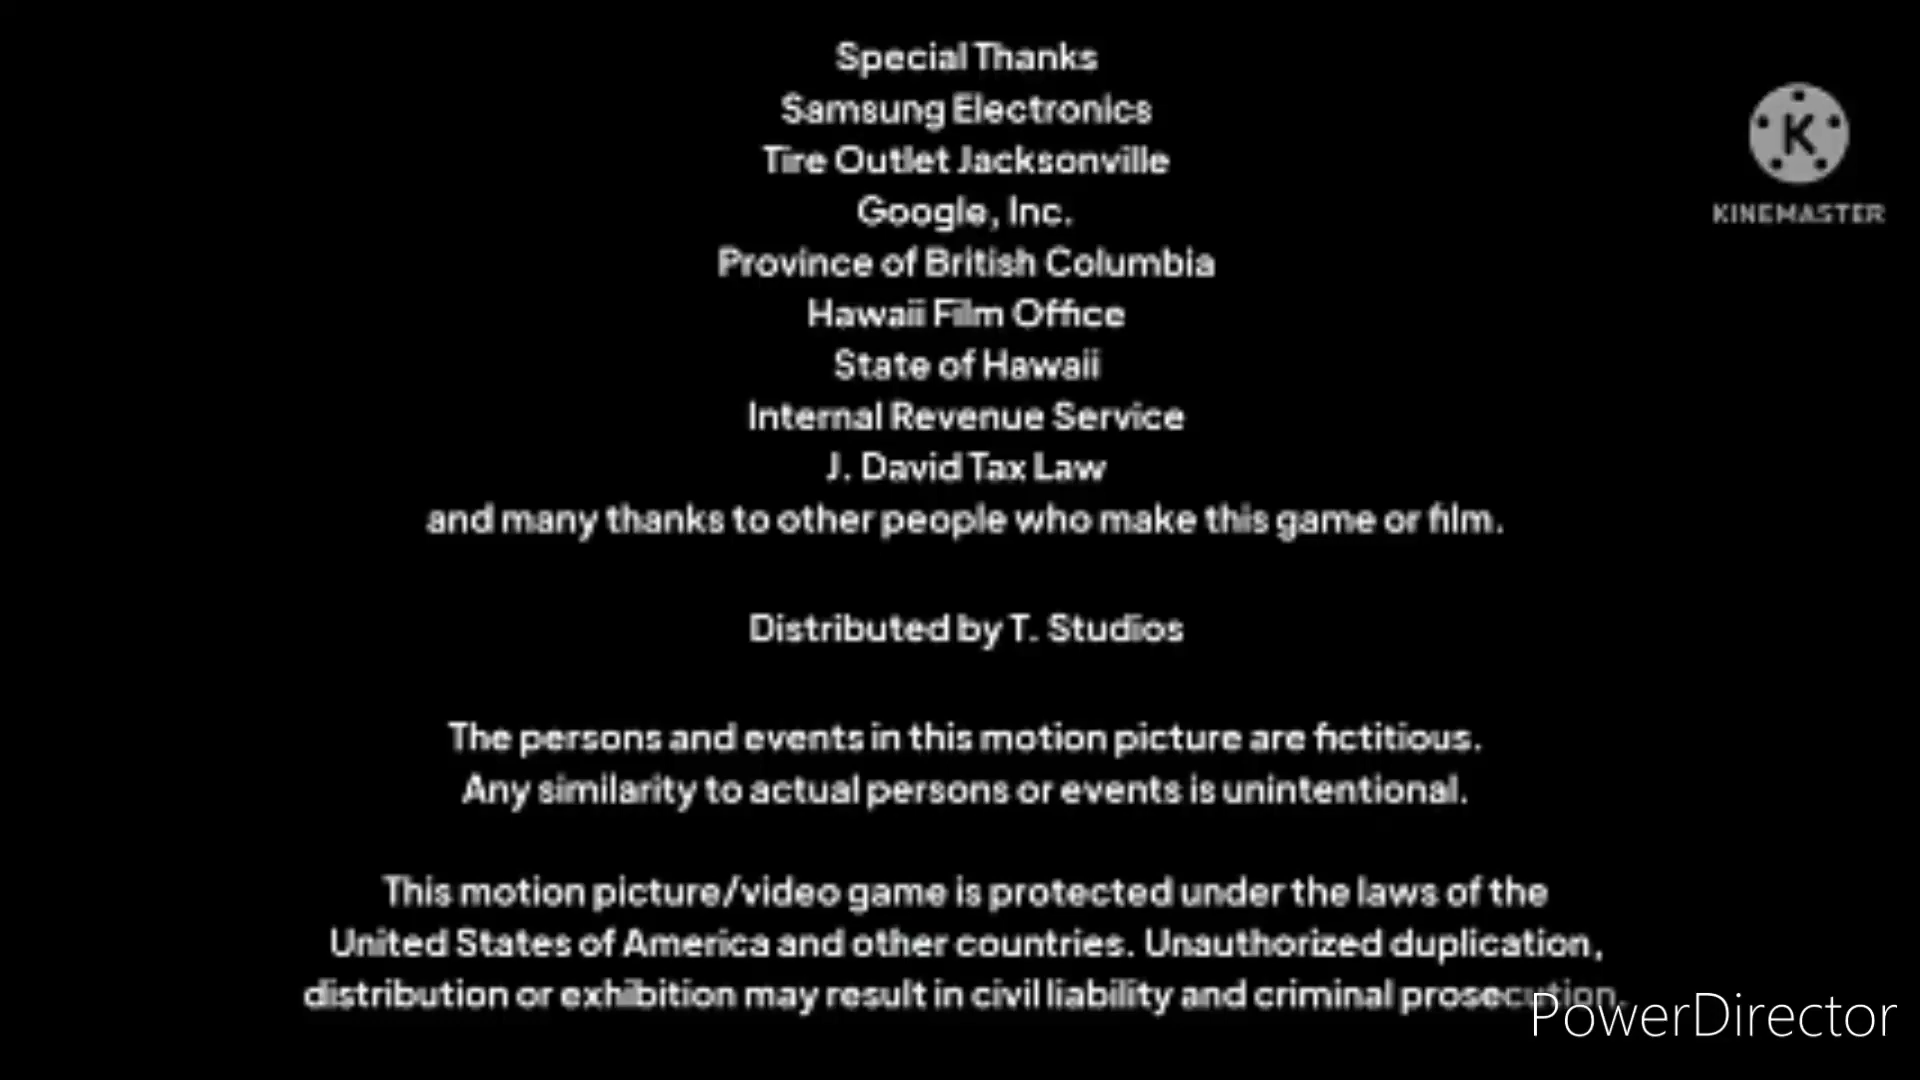 Special Thanks
Samsung Electronics
Tire Outlet Jacksonville
Google, Inc.
Province of British Columbia
Hawaii Film Office
State of Hawaii
Internal Revenue Service
J. David Tax Law
and many thanks to other people who make this game or film.
Distributed by T. Studios
The persons and events in this motion picture are fictitious.
Any similarity to actual persons or events is unintentional.
This motion picture/video game is protected under the laws of the
United States of America and other countries. Unauthorized duplication,
distribution or exhibition may result in civil liability and criminal prosecution.
K
KINEMASTER
PowerDirector